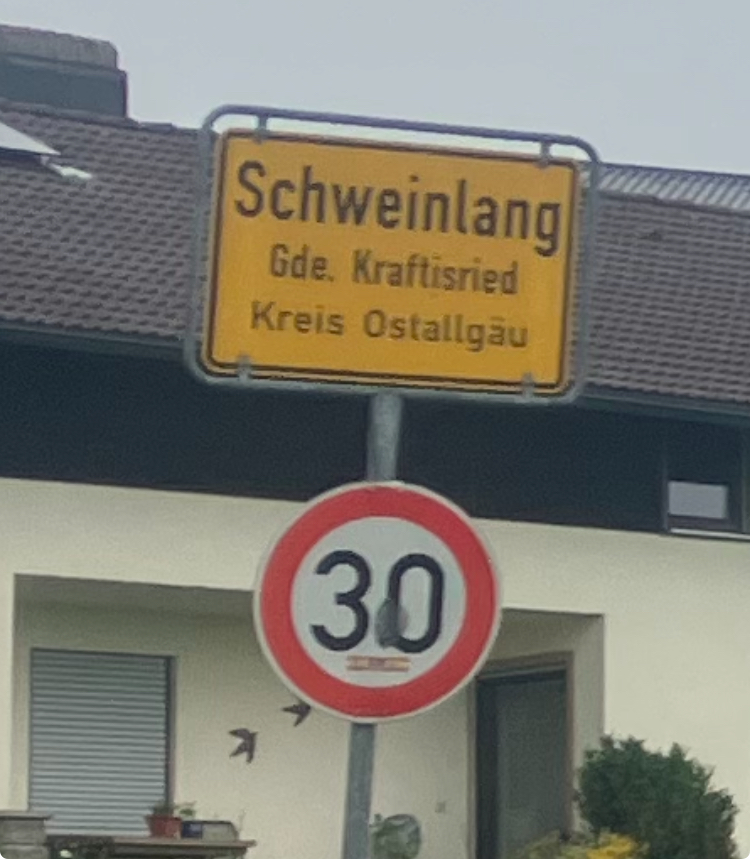 Schweinlang
Gde. Kraftisried
Kreis Ostallgäu
30